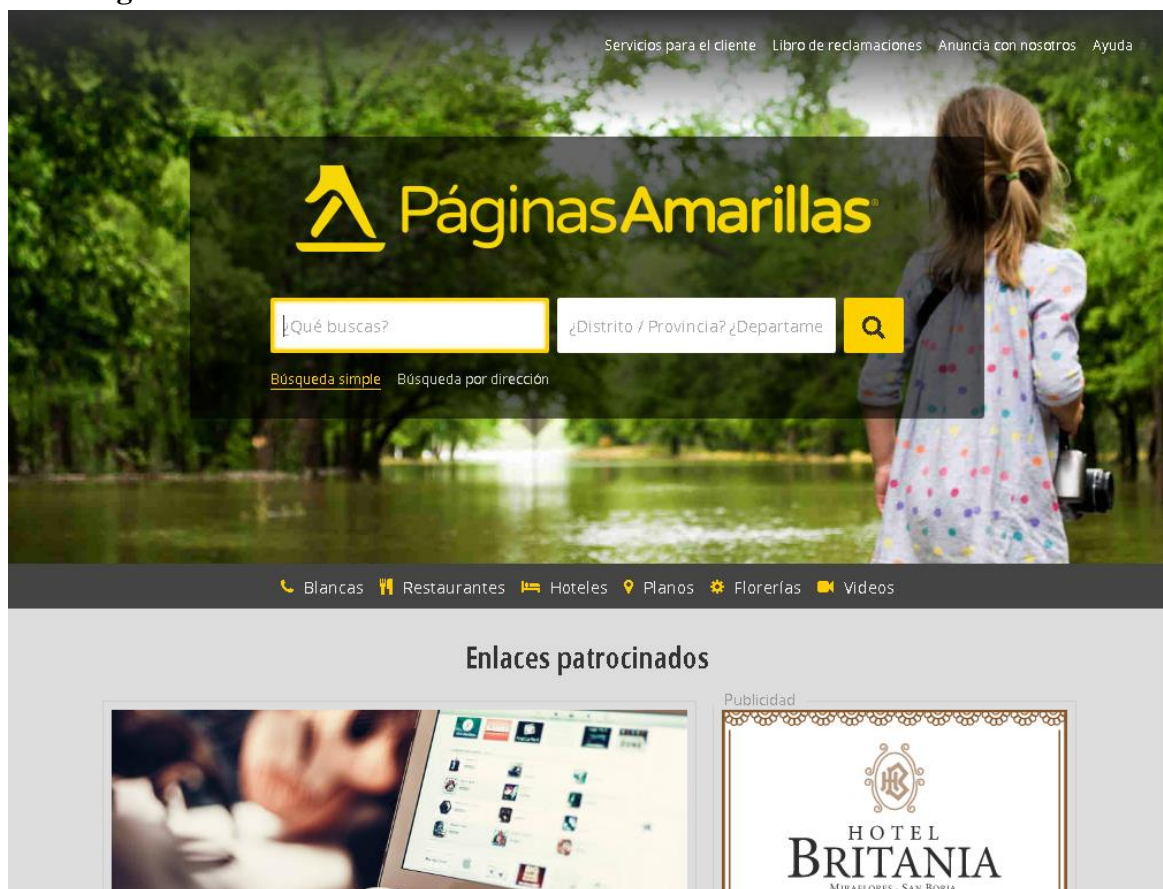 Servicios para el cliente Libro de reclamaciones Anuncia con nosotros Ayuda
PáginasAmarillas®
¿Qué buscas? ¿Distrito / Provincia? ¿Departame
Búsqueda simple Búsqueda por dirección
Blancas Restaurantes Hoteles Planos Florerías Videos
Enlaces patrocinados
Publicidad
HOTEL
BRITANIA
MIRAFLORES - SAN BORJA